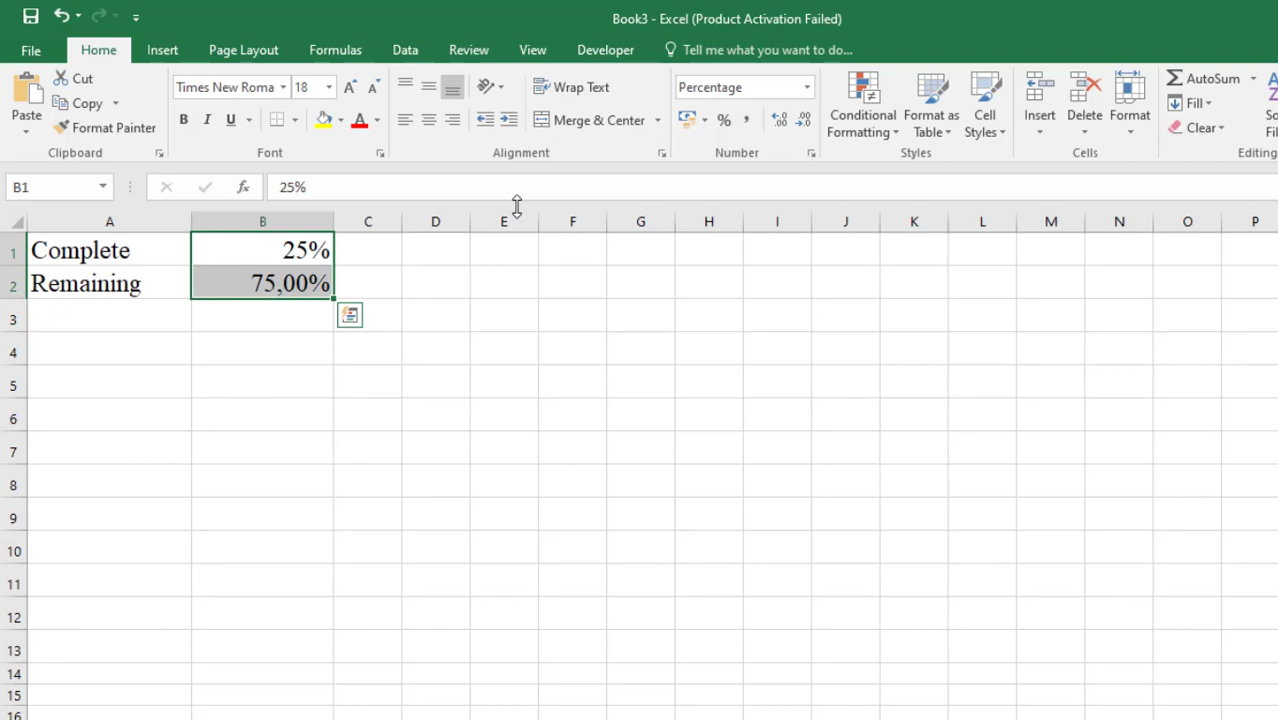 Book3 - Excel (Product Activation Failed)
File Home Insert Page Layout Formulas Data Review View Developer Tell me what you want to do...
Paste Cut Copy Format Painter
Times New Roma 18
B I U A A A
Wrap Text
Merge & Center
Percentage
% ,
Conditional Formatting
Format as Table
Cell Styles
Insert Delete Format
AutoSum
Fill
Clear
Clipboard Font Alignment Number Styles Cells Editing
B1 fx 25%
A B C D E F G H I J K L M N O P
1 Complete 25%
2 Remaining 75,00%
3
4
5
6
7
8
9
10
11
12
13
14
15
16